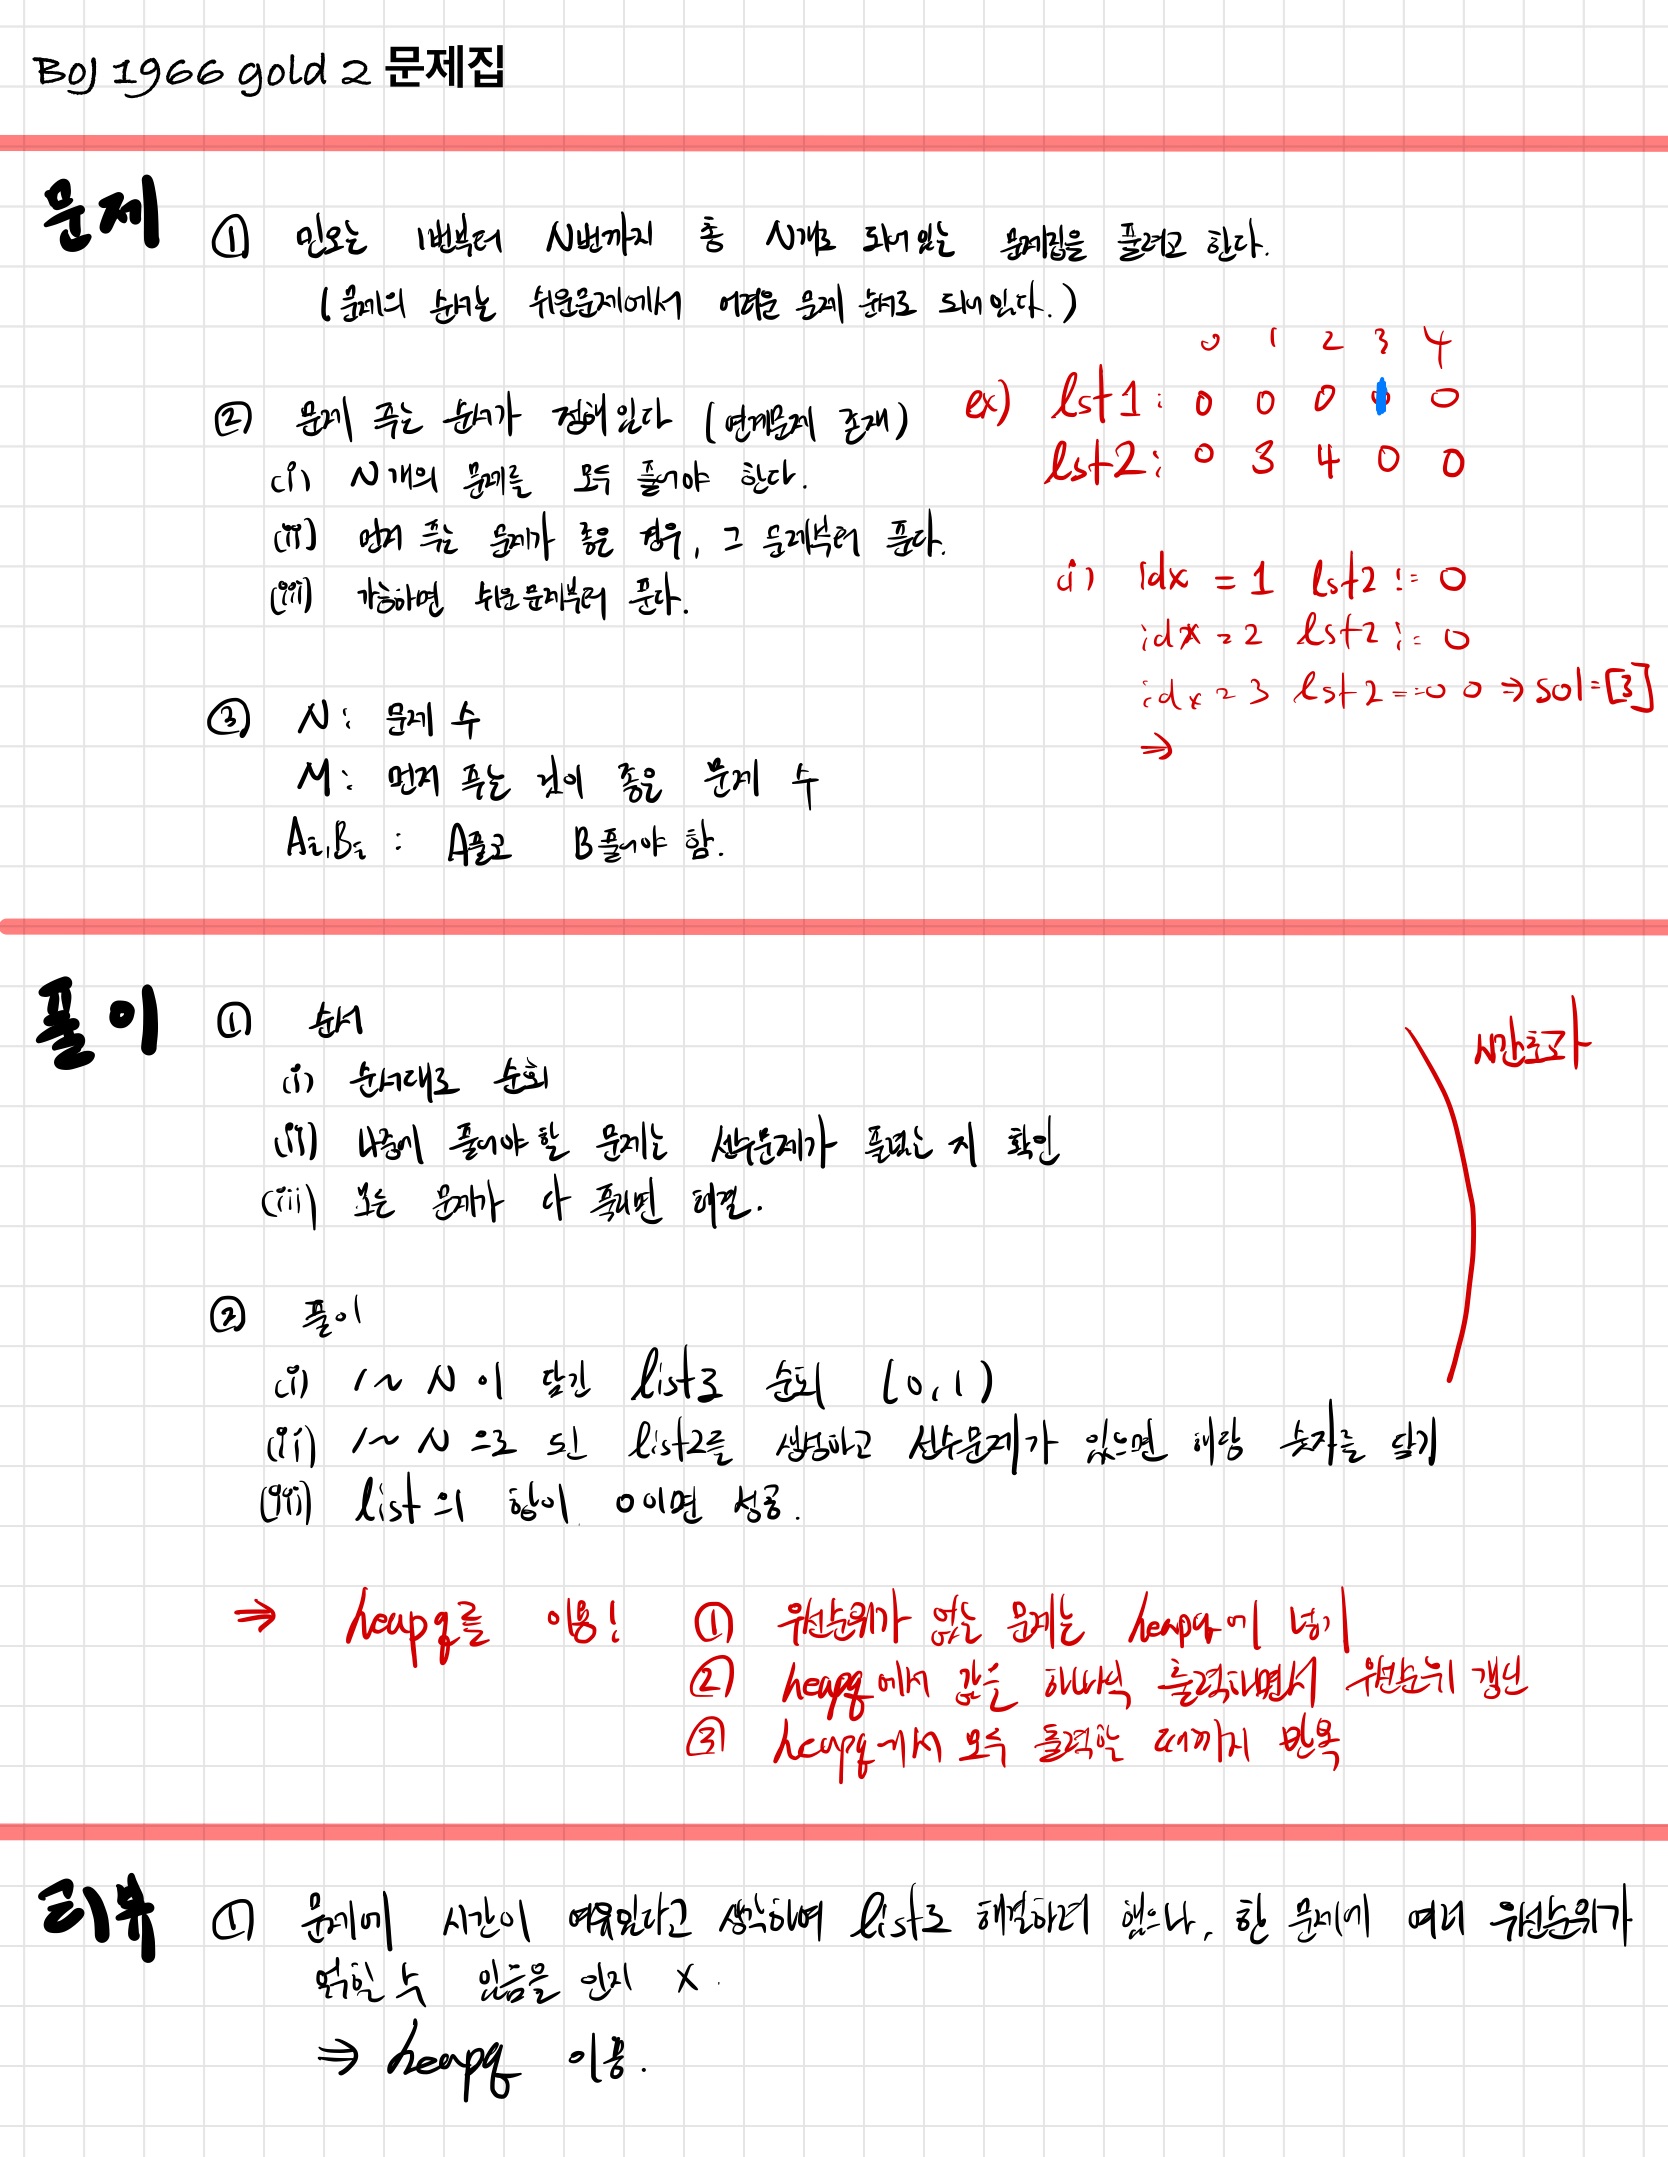 BOJ 1966 gold 2 문제집
문제
① 민오는 1번부터 N번까지 총 N개로 되어 있는 문제집을 풀려고 한다.
(문제의 순서는 쉬운문제에서 어려운 문제 순서로 되어있다.)
② 문제 푸는 순서가 정해있다 (연계문제 존재)
(i) N개의 문제를 모두 풀어야 한다.
(ii) 먼저 푸는 문제가 좋은 경우, 그 문제부터 푼다.
(iii) 가능하면 쉬운문제부터 푼다.
③ N: 문제 수
M: 먼저 푸는 것이 좋은 문제 수
Ai, Bi : A풀고 B풀어야 함.
0 1 2 3 4
ex) lst1: 0 0 0 0 0
lst2: 0 3 4 0 0
(i) idx = 1 lst2 != 0
idx = 2 lst2 != 0
idx = 3 lst2 == 0 0 ⇒ sol=[3]
⇒
풀이
① 순서
(i) 순서대로 순회
(ii) 나중에 풀어야 할 문제는 선수문제가 풀렸는 지 확인
(iii) 모든 문제가 다 풀리면 해결.
② 풀이
(i) 1~N이 담긴 list로 순회 (0,1)
(ii) 1~N으로 된 list2를 생성하고 선수문제가 있으면 해당 숫자를 담기
(iii) list의 합이 0이면 성공.
시간초과
⇒ heapq를 이용! ① 우선순위가 없는 문제는 heapq에 넣기
② heapq에서 값을 하나씩 출력하면서 우선순위 갱신
③ heapq에서 모두 출력할 때까지 반복
리뷰
① 문제에 시간이 여유있다고 생각하여 list로 해결하려 했으나, 한 문제에 여러 우선순위가
얽힐 수 있음을 인지 X.
⇒ heapq 이용.